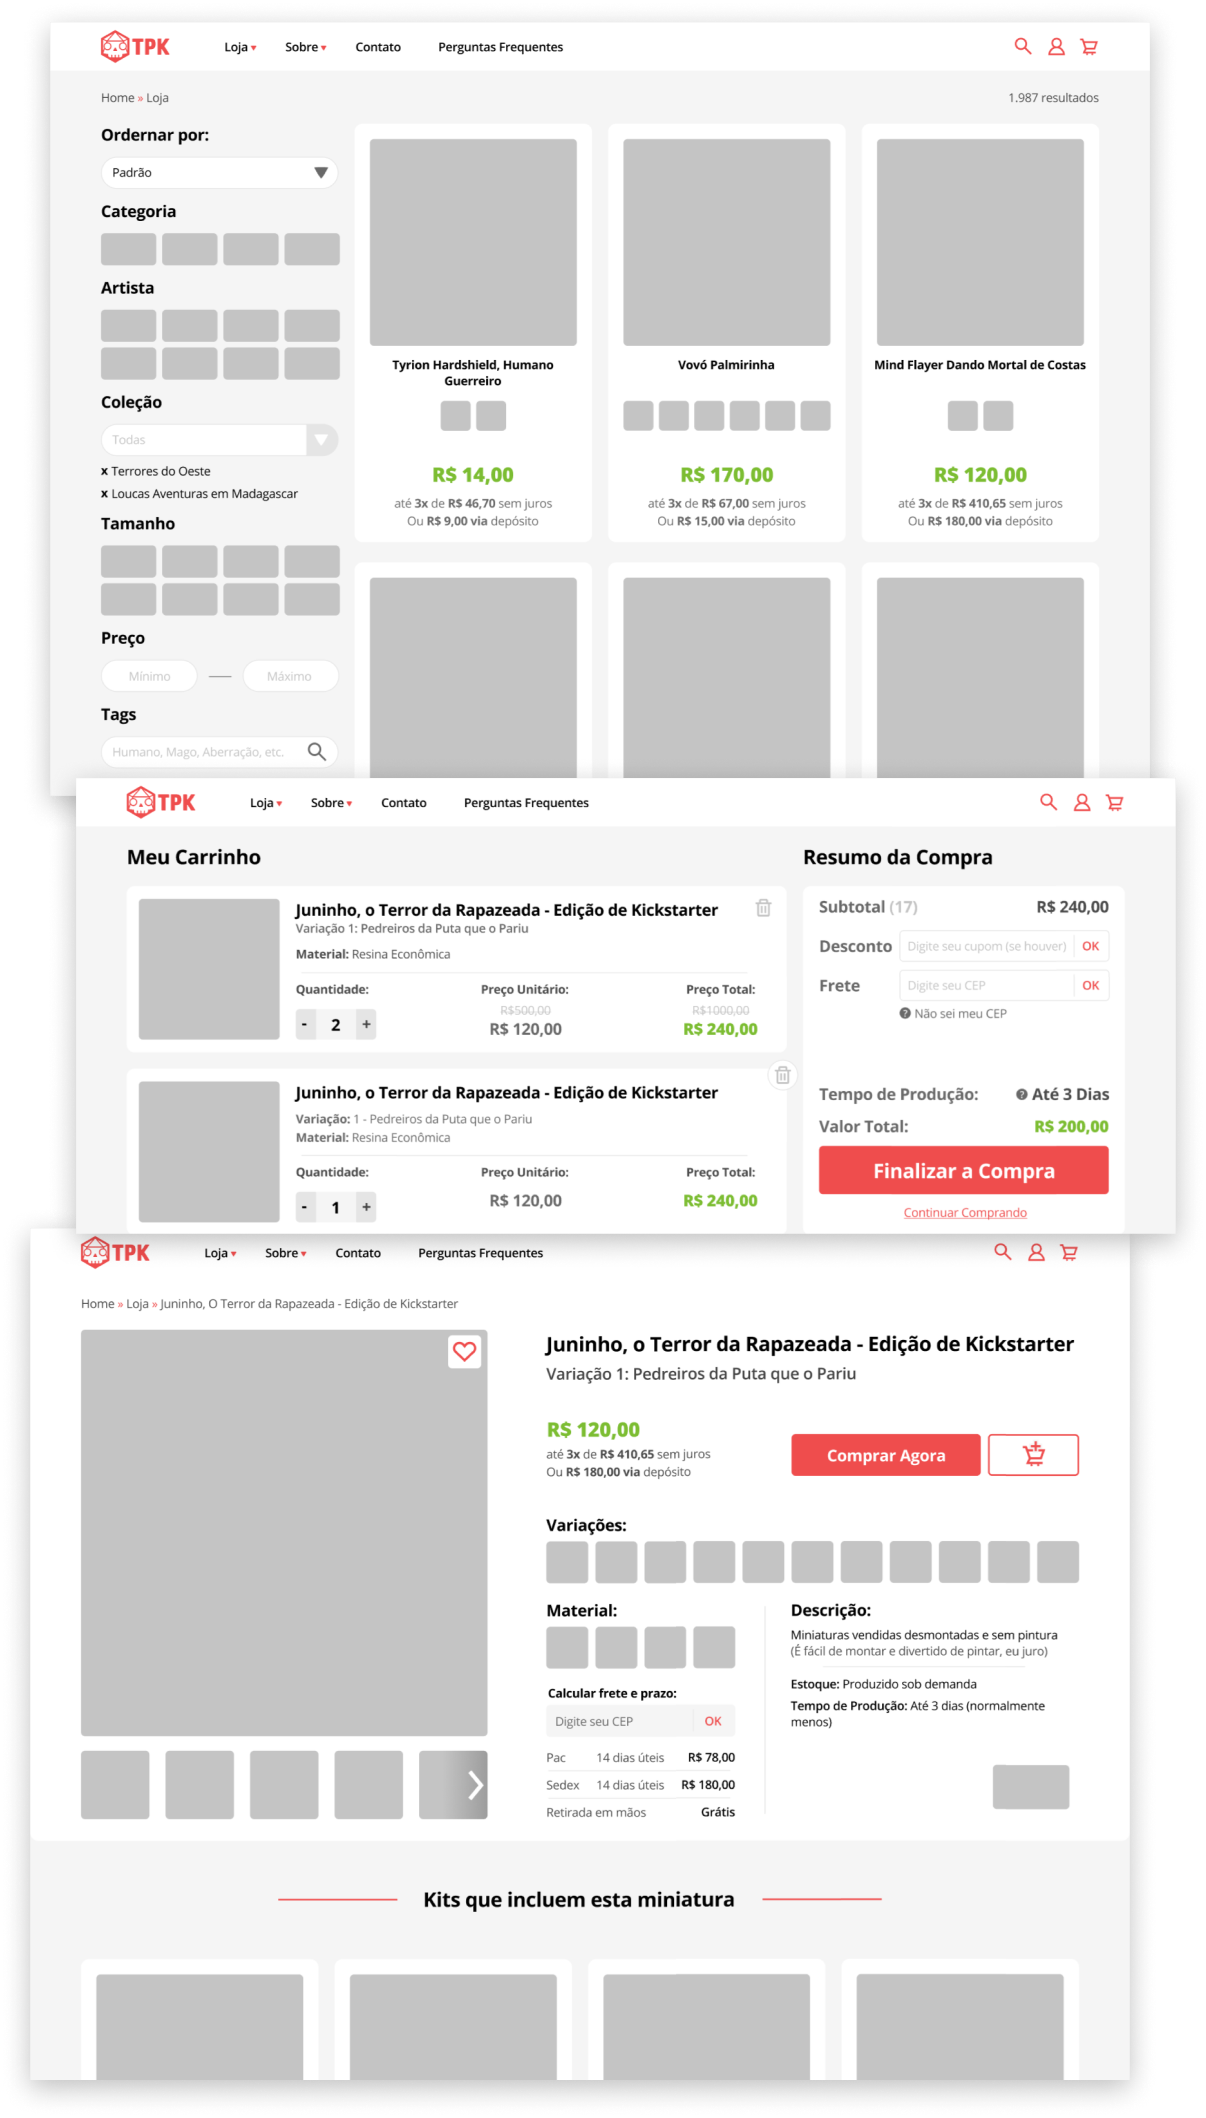 TPK
Loja Sobre Contato Perguntas Frequentes
Home » Loja
1.987 resultados
Ordernar por:
Padrão
Categoria
Artista
Coleção
Todas
x Terrores do Oeste
x Loucas Aventuras em Madagascar
Tamanho
Preço
Mínimo — Máximo
Tags
Humano, Mago, Aberração, etc.
Tyrion Hardshield, Humano
Guerreiro
R$ 14,00
até 3x de R$ 46,70 sem juros
Ou R$ 9,00 via depósito
Vovó Palmirinha
R$ 170,00
até 3x de R$ 67,00 sem juros
Ou R$ 15,00 via depósito
Mind Flayer Dando Mortal de Costas
R$ 120,00
até 3x de R$ 410,65 sem juros
Ou R$ 180,00 via depósito
TPK
Loja Sobre Contato Perguntas Frequentes
Meu Carrinho
Juninho, o Terror da Rapazeada - Edição de Kickstarter
Variação 1: Pedreiros da Puta que o Pariu
Material: Resina Econômica
Quantidade: Preço Unitário: Preço Total:
R$500,00 R$1000,00
- 2 + R$ 120,00 R$ 240,00
Juninho, o Terror da Rapazeada - Edição de Kickstarter
Variação: 1 - Pedreiros da Puta que o Pariu
Material: Resina Econômica
Quantidade: Preço Unitário: Preço Total:
- 1 + R$ 120,00 R$ 240,00
Resumo da Compra
Subtotal (17) R$ 240,00
Desconto Digite seu cupom (se houver) OK
Frete Digite seu CEP OK
? Não sei meu CEP
Tempo de Produção: ? Até 3 Dias
Valor Total: R$ 200,00
Finalizar a Compra
Continuar Comprando
TPK
Loja Sobre Contato Perguntas Frequentes
Home » Loja » Juninho, O Terror da Rapazeada - Edição de Kickstarter
Juninho, o Terror da Rapazeada - Edição de Kickstarter
Variação 1: Pedreiros da Puta que o Pariu
R$ 120,00
até 3x de R$ 410,65 sem juros
Ou R$ 180,00 via depósito
Comprar Agora
Variações:
Material:
Calcular frete e prazo:
Digite seu CEP OK
Pac 14 dias úteis R$ 78,00
Sedex 14 dias úteis R$ 180,00
Retirada em mãos Grátis
Descrição:
Miniaturas vendidas desmontadas e sem pintura
(É fácil de montar e divertido de pintar, eu juro)
Estoque: Produzido sob demanda
Tempo de Produção: Até 3 dias (normalmente
menos)
Kits que incluem esta miniatura